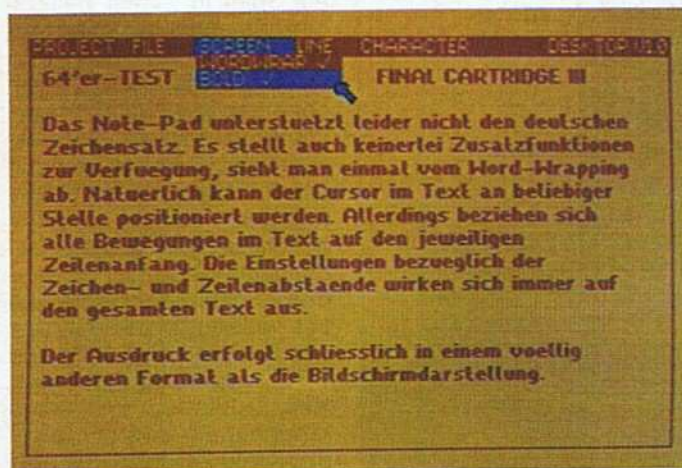 PROJECT FILE SCREEN LINE CHARACTER DESKTOP V1.0
WORDWRAP ✓
64'er-TEST BOLD ✓ FINAL CARTRIDGE III
Das Note-Pad unterstuetzt leider nicht den deutschen
Zeichensatz. Es stellt auch keinerlei Zusatzfunktionen
zur Verfuegung, sieht man einmal vom Word-Wrapping
ab. Natuerlich kann der Cursor im Text an beliebiger
Stelle positioniert werden. Allerdings beziehen sich
alle Bewegungen im Text auf den jeweiligen
Zeilenanfang. Die Einstellungen bezueglich der
Zeichen- und Zeilenabstaende wirken sich immer auf
den gesamten Text aus.
Der Ausdruck erfolgt schliesslich in einem voellig
anderen Format als die Bildschirmdarstellung.